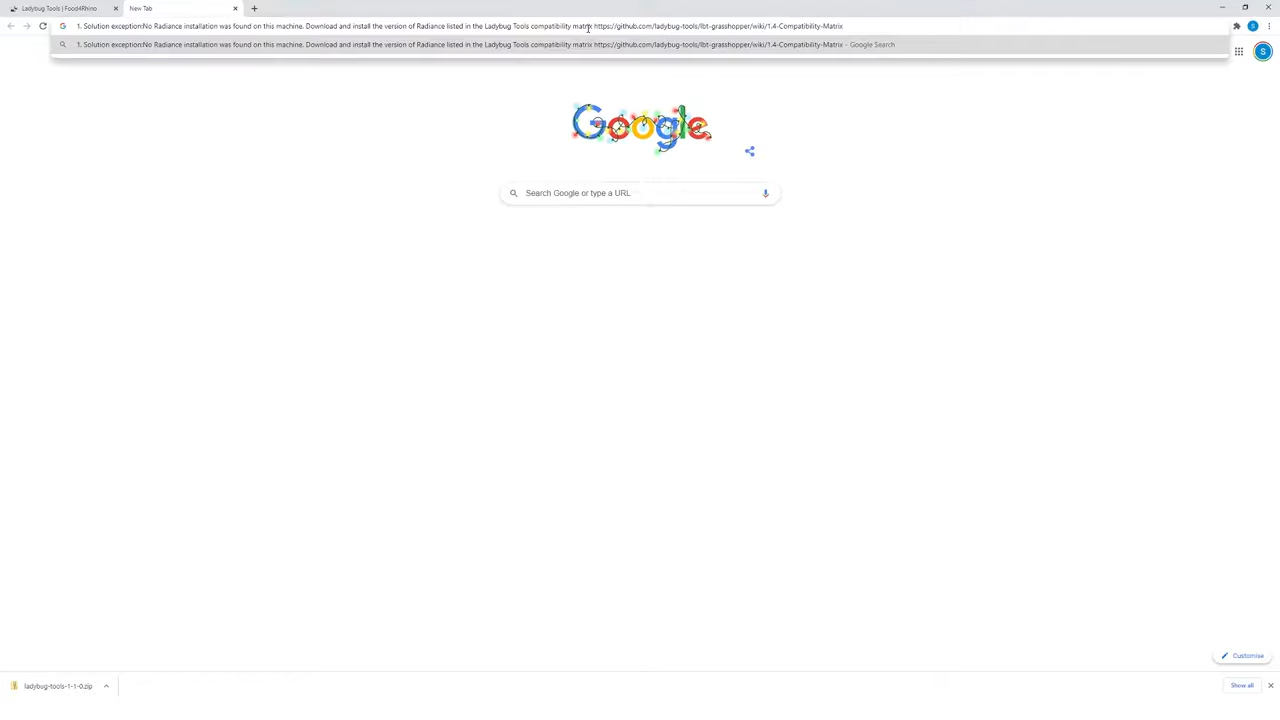 Ladybug Tools | Food4Rhino
New Tab
1. Solution exception:No Radiance installation was found on this machine. Download and install the version of Radiance listed in the Ladybug Tools compatibility matrix https://github.com/ladybug-tools/lbt-grasshopper/wiki/1.4-Compatibility-Matrix
1. Solution exception:No Radiance installation was found on this machine. Download and install the version of Radiance listed in the Ladybug Tools compatibility matrix https://github.com/ladybug-tools/lbt-grasshopper/wiki/1.4-Compatibility-Matrix - Google Search
S
S
Google
Search Google or type a URL
Customise
ladybug-tools-1-1-0.zip
Show all